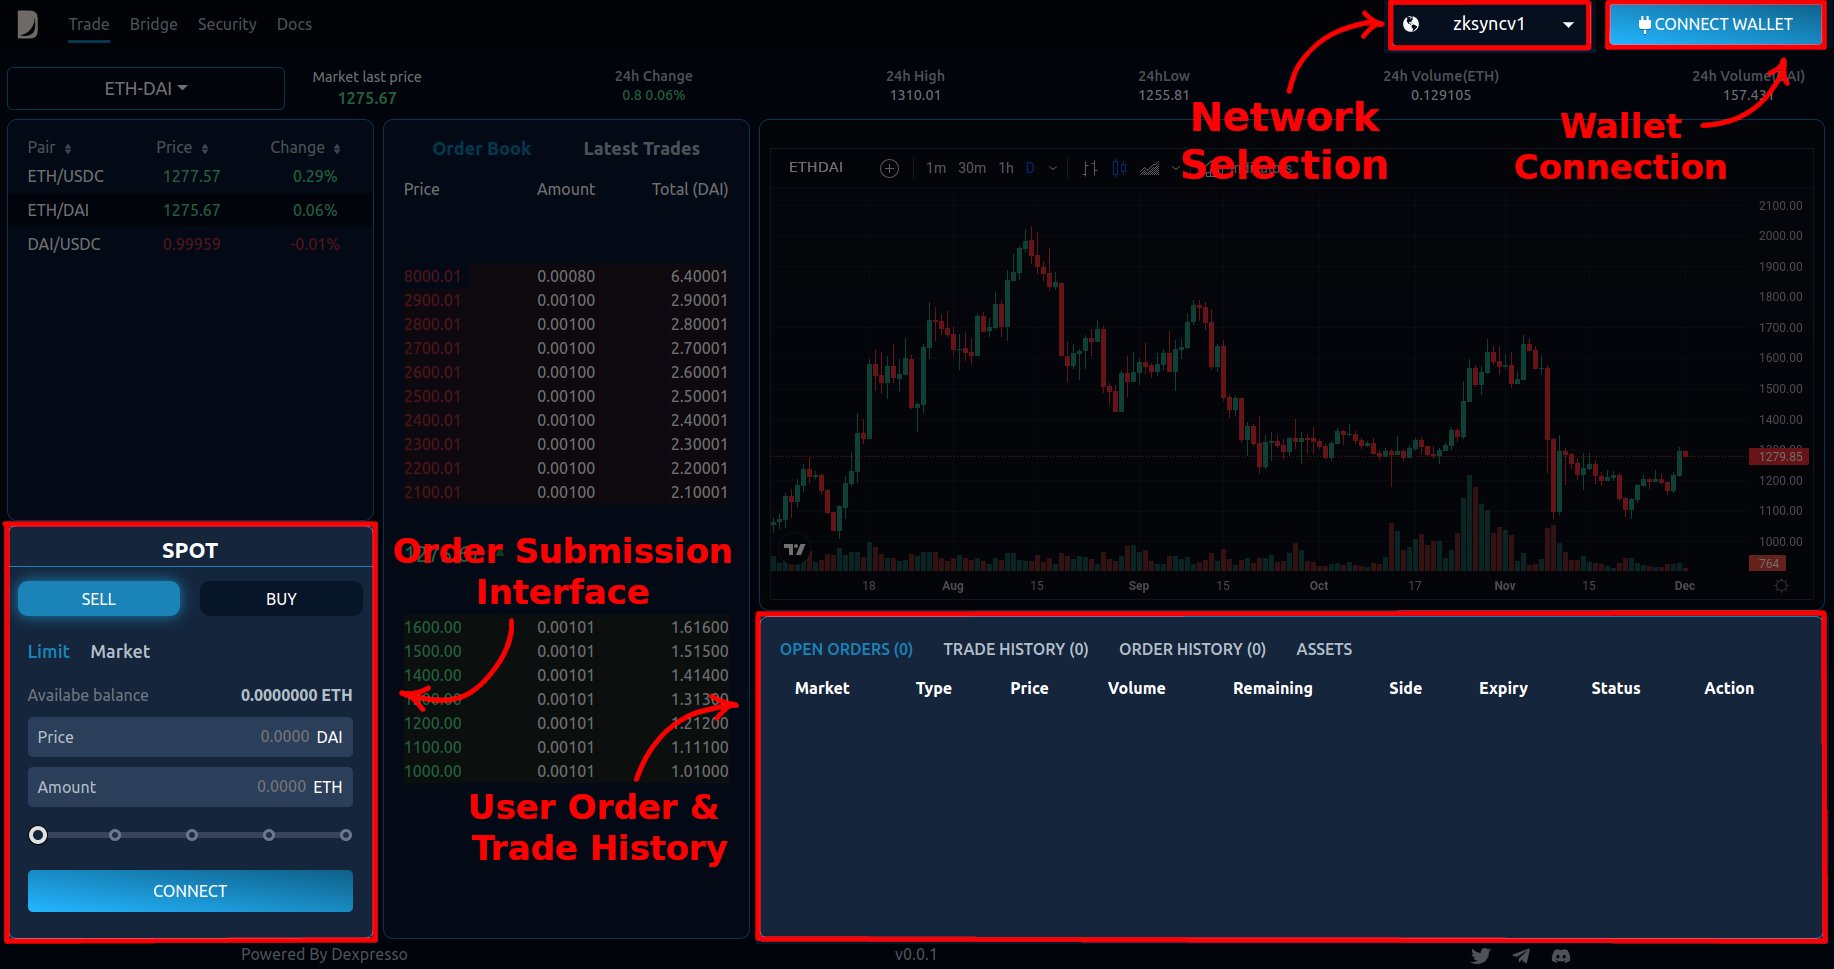 Trade Bridge Security Docs
zksyncv1
CONNECT WALLET
ETH-DAI
Market last price
1275.67
24h Change
0.8 0.06%
24h High
1310.01
24hLow
1255.81
24h Volume(ETH)
0.129105
24h Volume(DAI)
157.431
Network
Selection
Wallet
Connection
Pair Price Change
ETH/USDC 1277.57 0.29%
ETH/DAI 1275.67 0.06%
DAI/USDC 0.99959 -0.01%
Order Book Latest Trades
Price Amount Total (DAI)
8000.01 0.00080 6.40001
2900.01 0.00100 2.90001
2800.01 0.00100 2.80001
2700.01 0.00100 2.70001
2600.01 0.00100 2.60001
2500.01 0.00100 2.50001
2400.01 0.00100 2.40001
2300.01 0.00100 2.30001
2200.01 0.00100 2.20001
2100.01 0.00100 2.10001
Order Submission
Interface
1600.00 0.00101 1.61600
1500.00 0.00101 1.51500
1400.00 0.00101 1.41400
0.00101
1200.00 0.00101 1.21200
1100.00 0.00101 1.11100
1000.00 0.00101 1.01000
User Order &
Trade History
ETHDAI 1m 30m 1h D
2100.00
2000.00
1900.00
1800.00
1700.00
1600.00
1500.00
1400.00
1279.85
1200.00
1100.00
1000.00
764
18 Aug 15 Sep 15 Oct 17 Nov 15 Dec
SPOT
SELL BUY
Limit Market
Availabe balance 0.0000000 ETH
Price 0.0000 DAI
Amount 0.0000 ETH
CONNECT
OPEN ORDERS (0) TRADE HISTORY (0) ORDER HISTORY (0) ASSETS
Market Type Price Volume Remaining Side Expiry Status Action
Powered By Dexpresso
v0.0.1